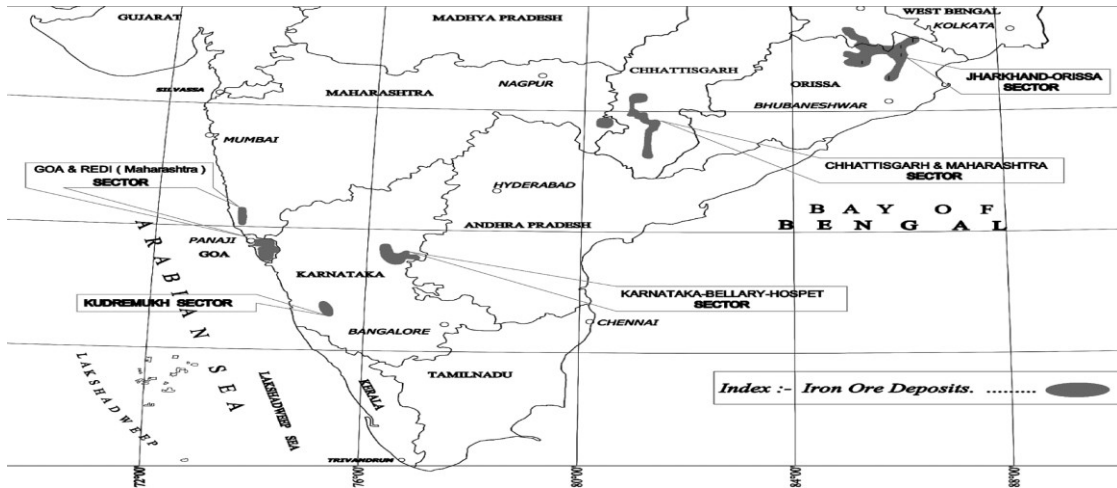 GUJARAT
MADHYA PRADESH
WEST BENGAL
KOLKATA
CHHATTISGARH
JHARKHAND-ORISSA
SECTOR
NAGPUR
ORISSA
SILVASSA
MAHARASHTRA
BHUBANESHWAR
MUMBAI
GOA & REDI ( Maharashtra )
SECTOR
CHHATTISGARH & MAHARASHTRA
SECTOR
HYDERABAD
BAY OF
BENGAL
ANDHRA PRADESH
PANAJI
GOA
KARNATAKA
KARNATAKA-BELLARY-HOSPET
SECTOR
KUDREMUKH SECTOR
BANGALORE
CHENNAI
ARABIAN SEA
LAKSHADWEEP
LAKSHADWEEP SEA
KERALA
TAMILNADU
Index :- Iron Ore Deposits. .........
TRIVANDRUM
72°00'
76°00'
80°00'
84°00'
88°00'